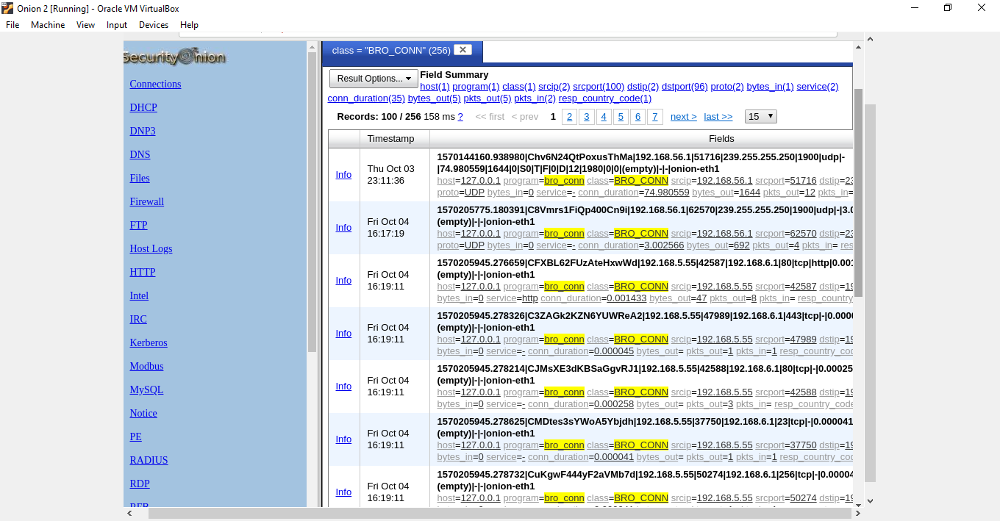 Onion 2 [Running] - Oracle VM VirtualBox
File Machine View Input Devices Help
SecurityOnion
Connections
DHCP
DNP3
DNS
Files
Firewall
FTP
Host Logs
HTTP
Intel
IRC
Kerberos
Modbus
MySQL
Notice
PE
RADIUS
RDP
class = "BRO_CONN" (256)
Result Options... Field Summary
host(1) program(1) class(1) srcip(2) srcport(100) dstip(2) dstport(96) proto(2) bytes_in(1) service(2)
conn_duration(35) bytes_out(5) pkts_out(5) pkts_in(2) resp_country_code(1)
Records: 100 / 256 158 ms ? << first < prev 1 2 3 4 5 6 7 next > last >> 15
Timestamp Fields
Info
Thu Oct 03
23:11:36
1570144160.938980|Chv6N24QtPoxusThMa|192.168.56.1|51716|239.255.255.250|1900|udp|-
|74.980559|1644|0|S0|T|F|0|D|12|1980|0|0|(empty)|-|-|onion-eth1
host=127.0.0.1 program=bro_conn class=BRO_CONN srcip=192.168.56.1 srcport=51716 dstip=23
proto=UDP bytes_in=0 service=- conn_duration=74.980559 bytes_out=1644 pkts_out=12 pkts_in=
Info
Fri Oct 04
16:17:19
1570205775.180391|C8Vmrs1FiQp400Cn9i|192.168.56.1|62570|239.255.255.250|1900|udp|-|3.0
(empty)|-|-|onion-eth1
host=127.0.0.1 program=bro_conn class=BRO_CONN srcip=192.168.56.1 srcport=62570 dstip=23
proto=UDP bytes_in=0 service=- conn_duration=3.002566 bytes_out=692 pkts_out=4 pkts_in= res
Info
Fri Oct 04
16:19:11
1570205945.276659|CFXBL62FUzAteHxwWd|192.168.5.55|42587|192.168.6.1|80|tcp|http|0.001
(empty)|-|-|onion-eth1
host=127.0.0.1 program=bro_conn class=BRO_CONN srcip=192.168.5.55 srcport=42587 dstip=19
bytes_in=0 service=http conn_duration=0.001433 bytes_out=47 pkts_out=8 pkts_in= resp_country
Info
Fri Oct 04
16:19:11
1570205945.278326|C3ZAGk2KZN6YUWReA2|192.168.5.55|47989|192.168.6.1|443|tcp|-|0.0000
(empty)|-|-|onion-eth1
host=127.0.0.1 program=bro_conn class=BRO_CONN srcip=192.168.5.55 srcport=47989 dstip=19
bytes_in=0 service=- conn_duration=0.000045 bytes_out= pkts_out=1 pkts_in=1 resp_country_coc
Info
Fri Oct 04
16:19:11
1570205945.278214|CJMsXE3dKBSaGgvRJ1|192.168.5.55|42588|192.168.6.1|80|tcp|-|0.00025
(empty)|-|-|onion-eth1
host=127.0.0.1 program=bro_conn class=BRO_CONN srcip=192.168.5.55 srcport=42588 dstip=19
bytes_in=0 service=- conn_duration=0.000258 bytes_out= pkts_out=3 pkts_in= resp_country_code
Info
Fri Oct 04
16:19:11
1570205945.278625|CMDtes3sYWoA5Ybjdh|192.168.5.55|37750|192.168.6.1|23|tcp|-|0.000041
(empty)|-|-|onion-eth1
host=127.0.0.1 program=bro_conn class=BRO_CONN srcip=192.168.5.55 srcport=37750 dstip=19
bytes_in=0 service=- conn_duration=0.000041 bytes_out= pkts_out=1 pkts_in=1 resp_country_coc
Info
Fri Oct 04
16:19:11
1570205945.278732|CuKgwF444yF2aVMb7d|192.168.5.55|50274|192.168.6.1|256|tcp|-|0.00004
(empty)|-|-|onion-eth1
host=127.0.0.1 program=bro_conn class=BRO_CONN srcip=192.168.5.55 srcport=50274 dstip=19